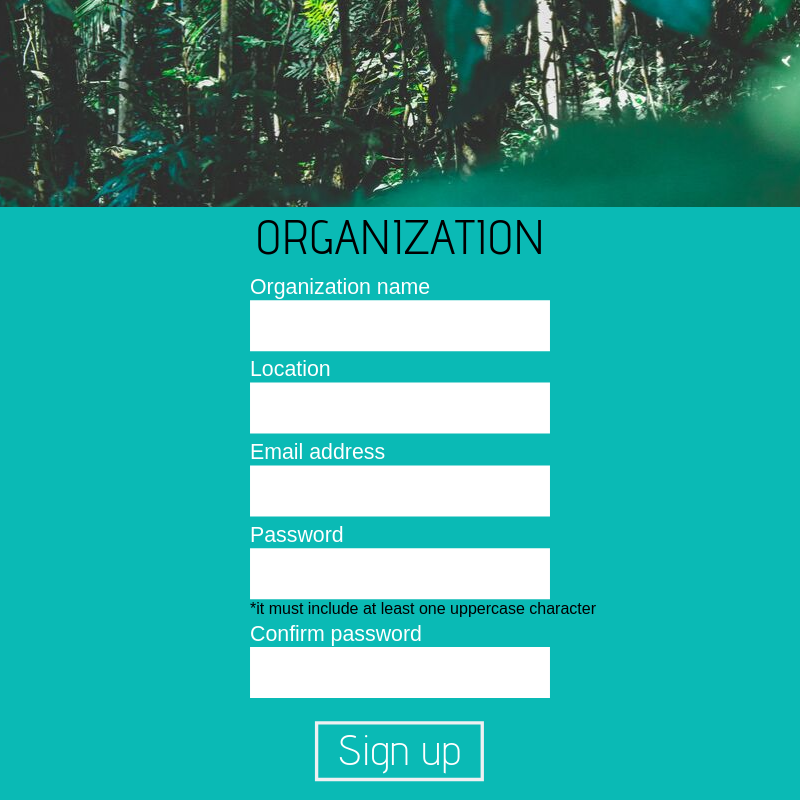 ORGANIZATION
Organization name
Location
Email address
Password
*it must include at least one uppercase character
Confirm password
Sign up